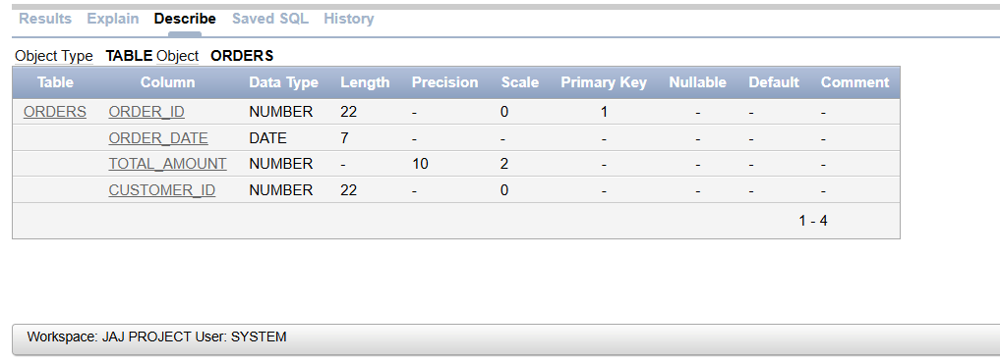 Results Explain Describe Saved SQL History
Object Type TABLE Object ORDERS
Table Column Data Type Length Precision Scale Primary Key Nullable Default Comment
ORDERS ORDER_ID NUMBER 22 - 0 1 - - -
ORDER_DATE DATE 7 - - - - - -
TOTAL_AMOUNT NUMBER - 10 2 - - - -
CUSTOMER_ID NUMBER 22 - 0 - - - -
1 - 4
Workspace: JAJ PROJECT User: SYSTEM